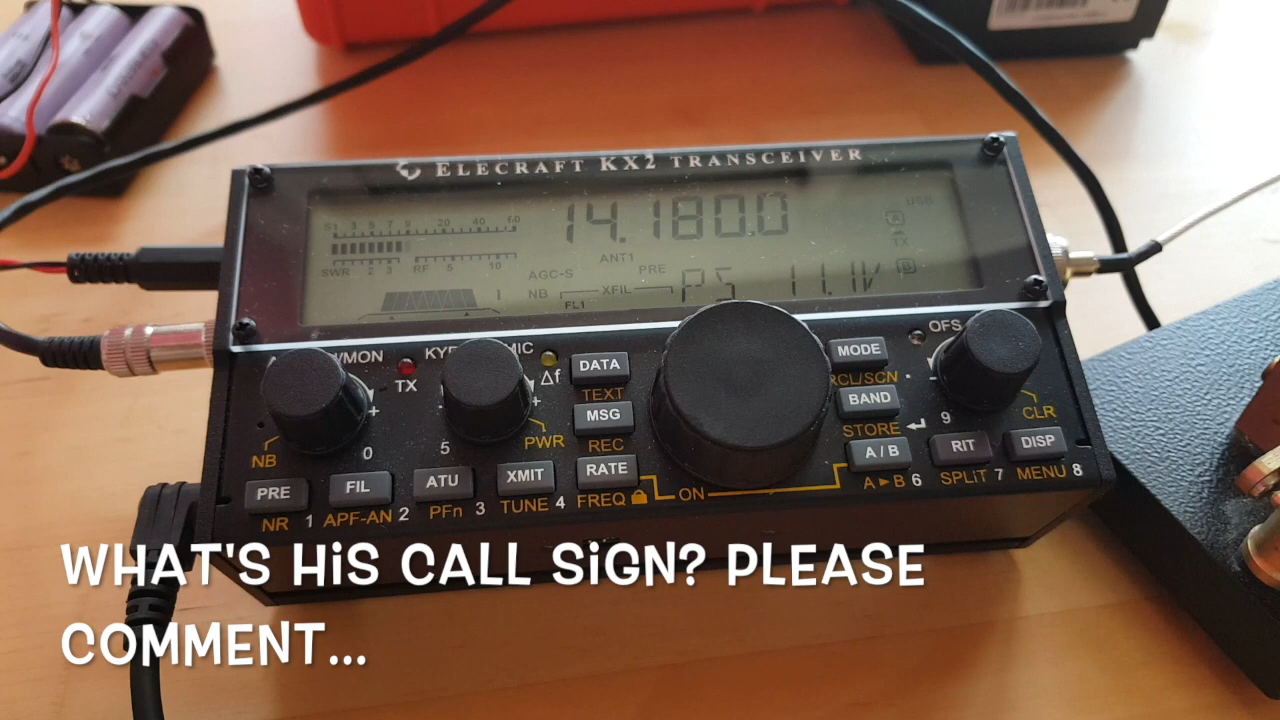 ELECRAFT KX2 TRANSCEIVER
S1 3 5 7 9 20 40 60
14.180.0
USB
A
TX
B
SWR 2 3 RF 5 10
ANT1
AGC-S PRE
NB XFIL
FL1
PS 11.1V
MON
TX
MIC
Δf
DATA
TEXT
MSG
REC
RATE
FREQ
ON
MODE
RCL/SCN
BAND
STORE
A/B
A►B 6
OFS
9
CLR
RIT
SPLIT 7
DISP
MENU 8
NB
0
- +
5
PWR
PRE
NR 1
FIL
APF-AN 2
ATU
PFn 3
XMIT
TUNE 4
WHAT'S HiS CALL SiGN? PLEASE
COMMENT...